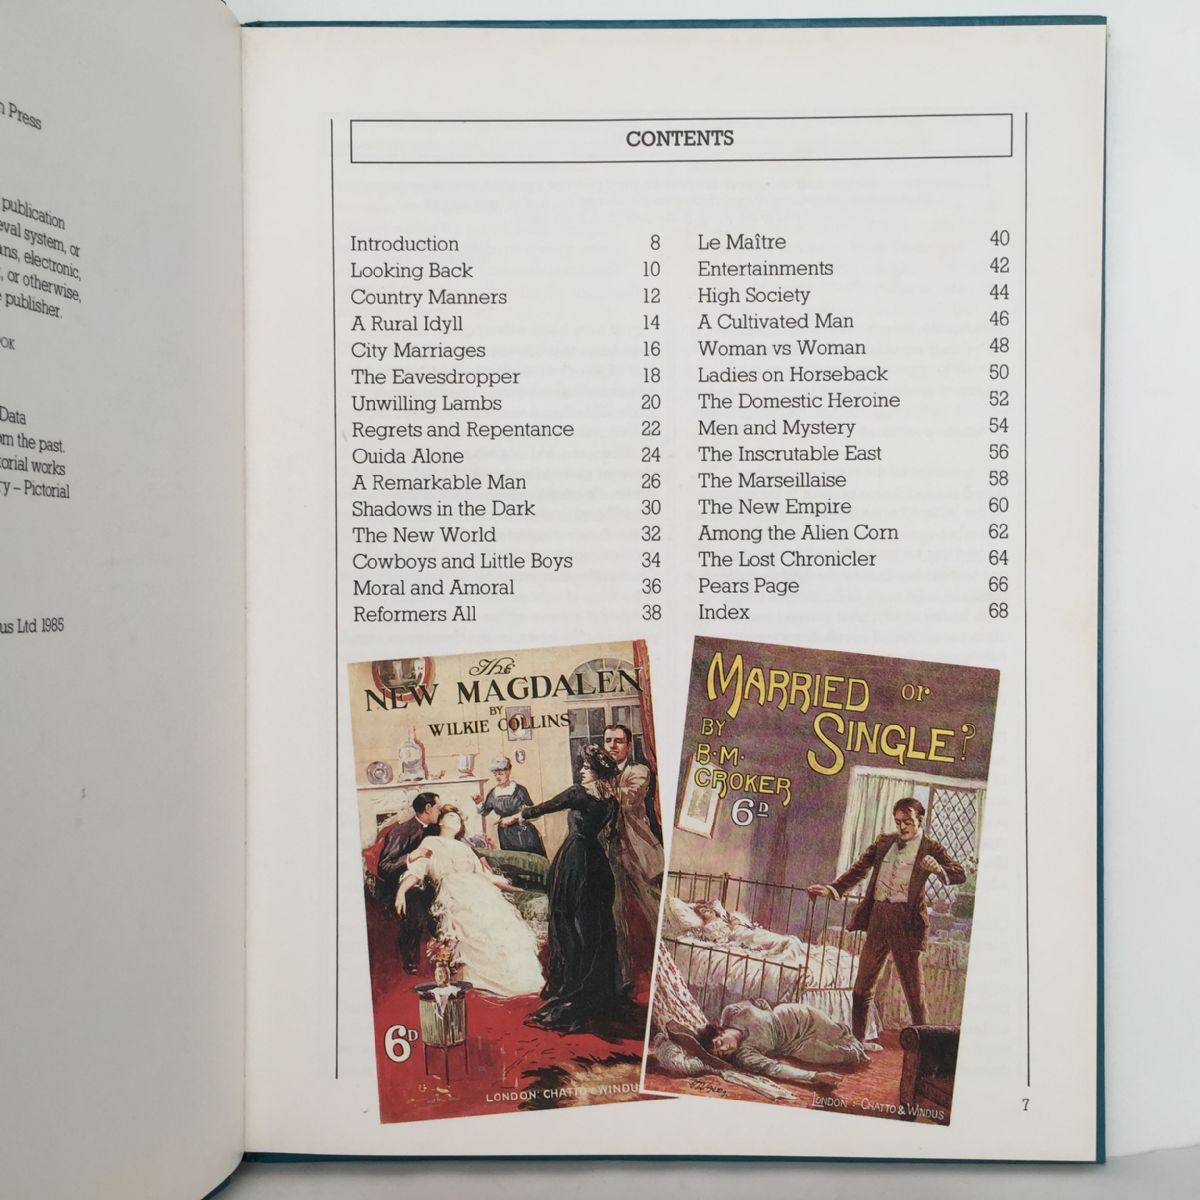 Press
publication
system, or
electronic,
or otherwise,
publisher.
Data
the past.
works
– Pictorial
Ltd 1985
CONTENTS
Introduction 8
Looking Back 10
Country Manners 12
A Rural Idyll 14
City Marriages 16
The Eavesdropper 18
Unwilling Lambs 20
Regrets and Repentance 22
Ouida Alone 24
A Remarkable Man 26
Shadows in the Dark 30
The New World 32
Cowboys and Little Boys 34
Moral and Amoral 36
Reformers All 38
Le Maître 40
Entertainments 42
High Society 44
A Cultivated Man 46
Woman vs Woman 48
Ladies on Horseback 50
The Domestic Heroine 52
Men and Mystery 54
The Inscrutable East 56
The Marseillaise 58
The New Empire 60
Among the Alien Corn 62
The Lost Chronicler 64
Pears Page 66
Index 68
The
NEW MAGDALEN
BY
WILKIE COLLINS
6D
LONDON: CHATTO & WINDU
MARRIED or
SINGLE?
BY
B.M.
CROKER
6D
LONDON:- CHATTO & WINDUS
7